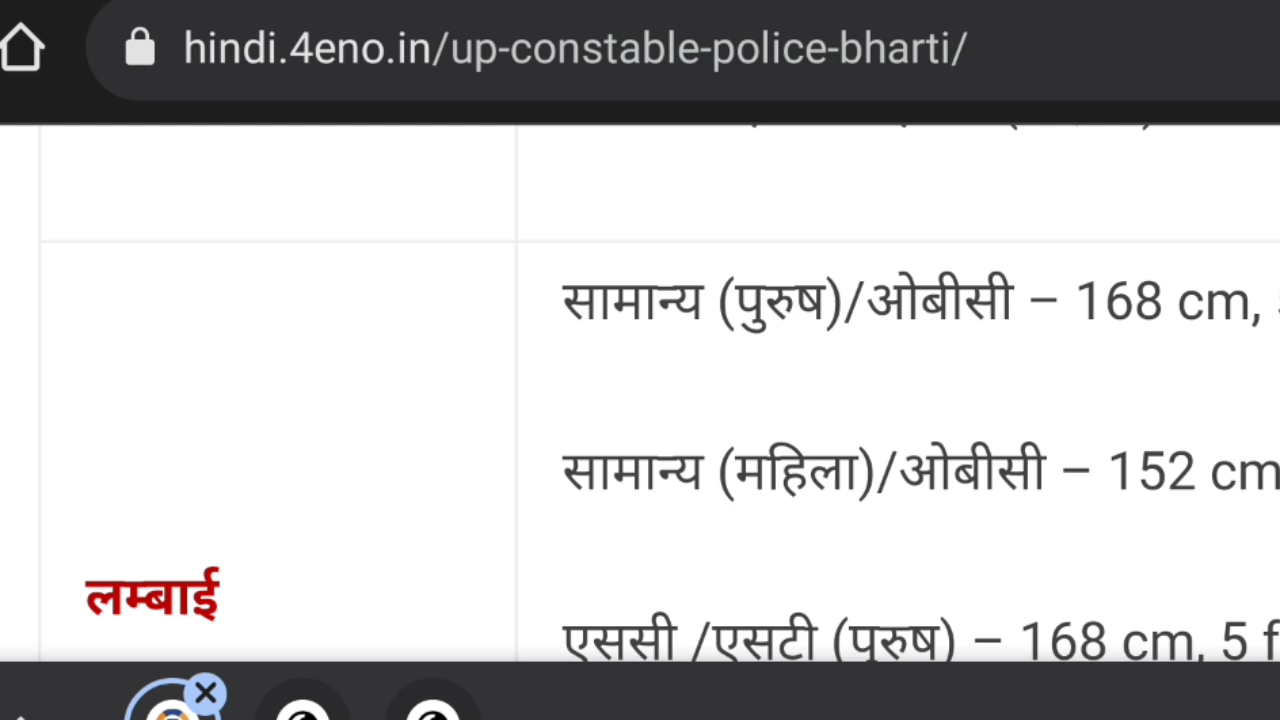 hindi.4eno.in/up-constable-police-bharti/
सामान्य (पुरुष)/ओबीसी – 168 cm,
सामान्य (महिला)/ओबीसी – 152 cm
लम्बाई
एससी /एसटी (पुरुष) – 168 cm, 5 f